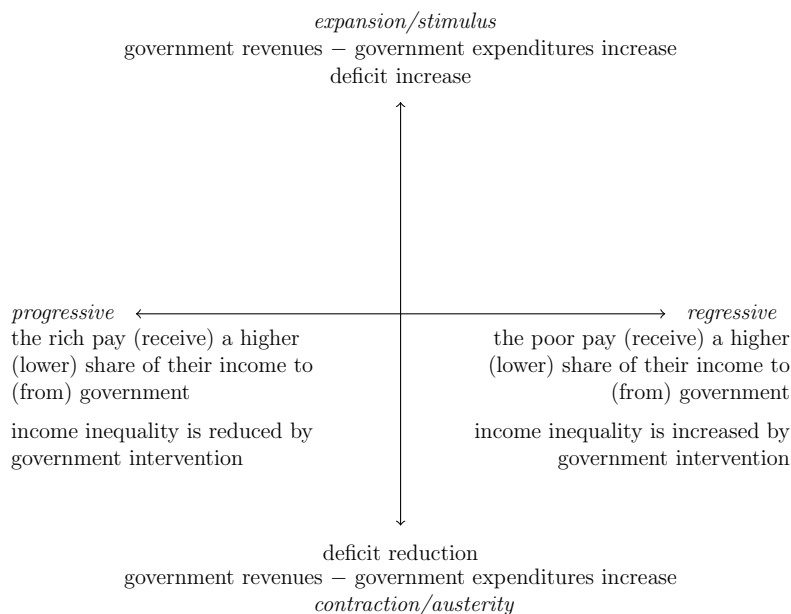 expansion/stimulus
government revenues − government expenditures increase
deficit increase
progressive
the rich pay (receive) a higher
(lower) share of their income to
(from) government
income inequality is reduced by
government intervention
regressive
the poor pay (receive) a higher
(lower) share of their income to
(from) government
income inequality is increased by
government intervention
deficit reduction
government revenues − government expenditures increase
contraction/austerity